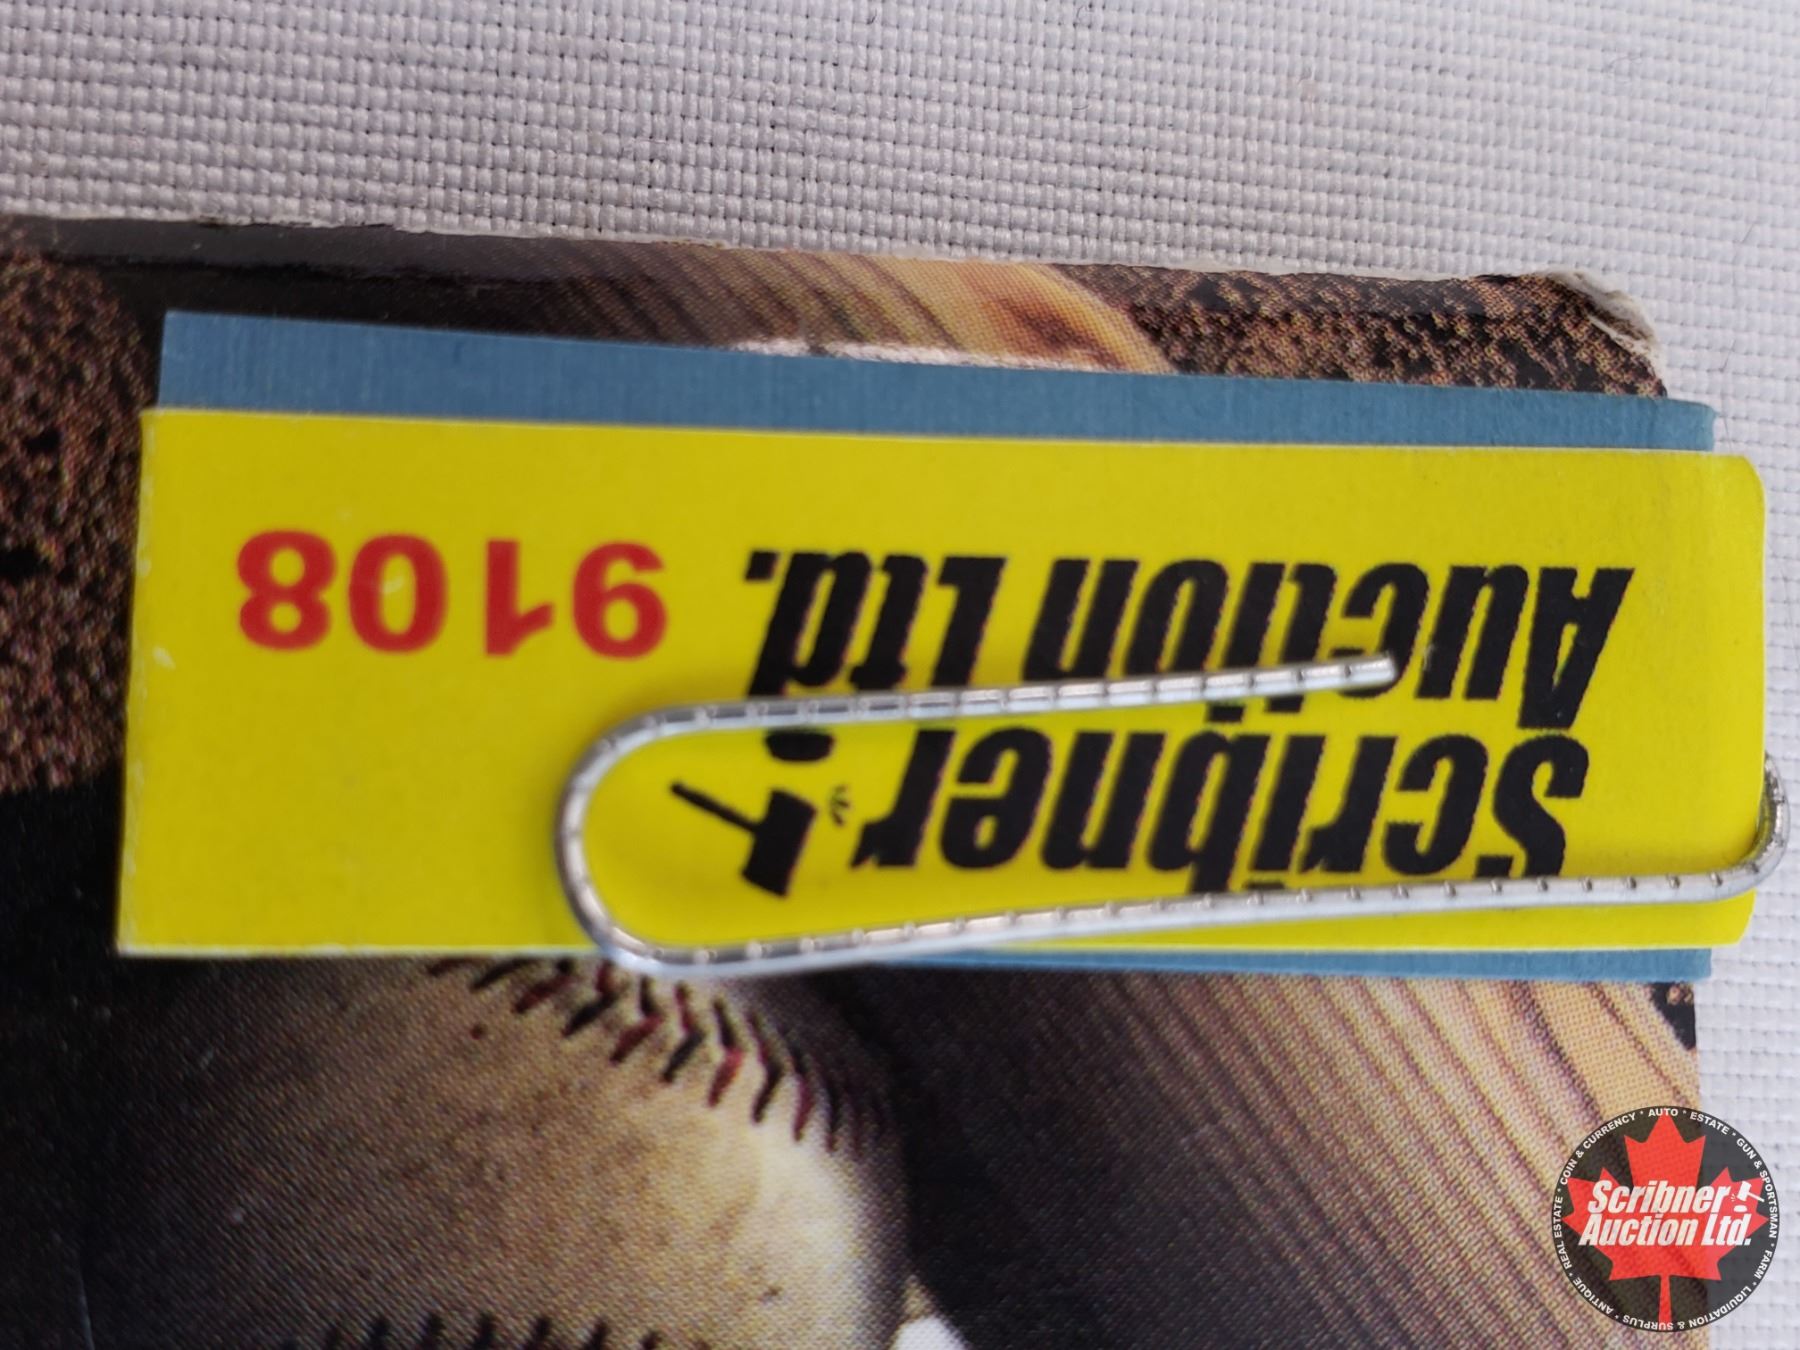 Scribner
Auction Ltd.
9108
Scribner
Auction Ltd.
COIN & CURRENCY * AUTO * ESTATE * GUN & SPORTSMAN * FARM * LIQUIDATION & SURPLUS * ANTIQUE * REAL ESTATE *